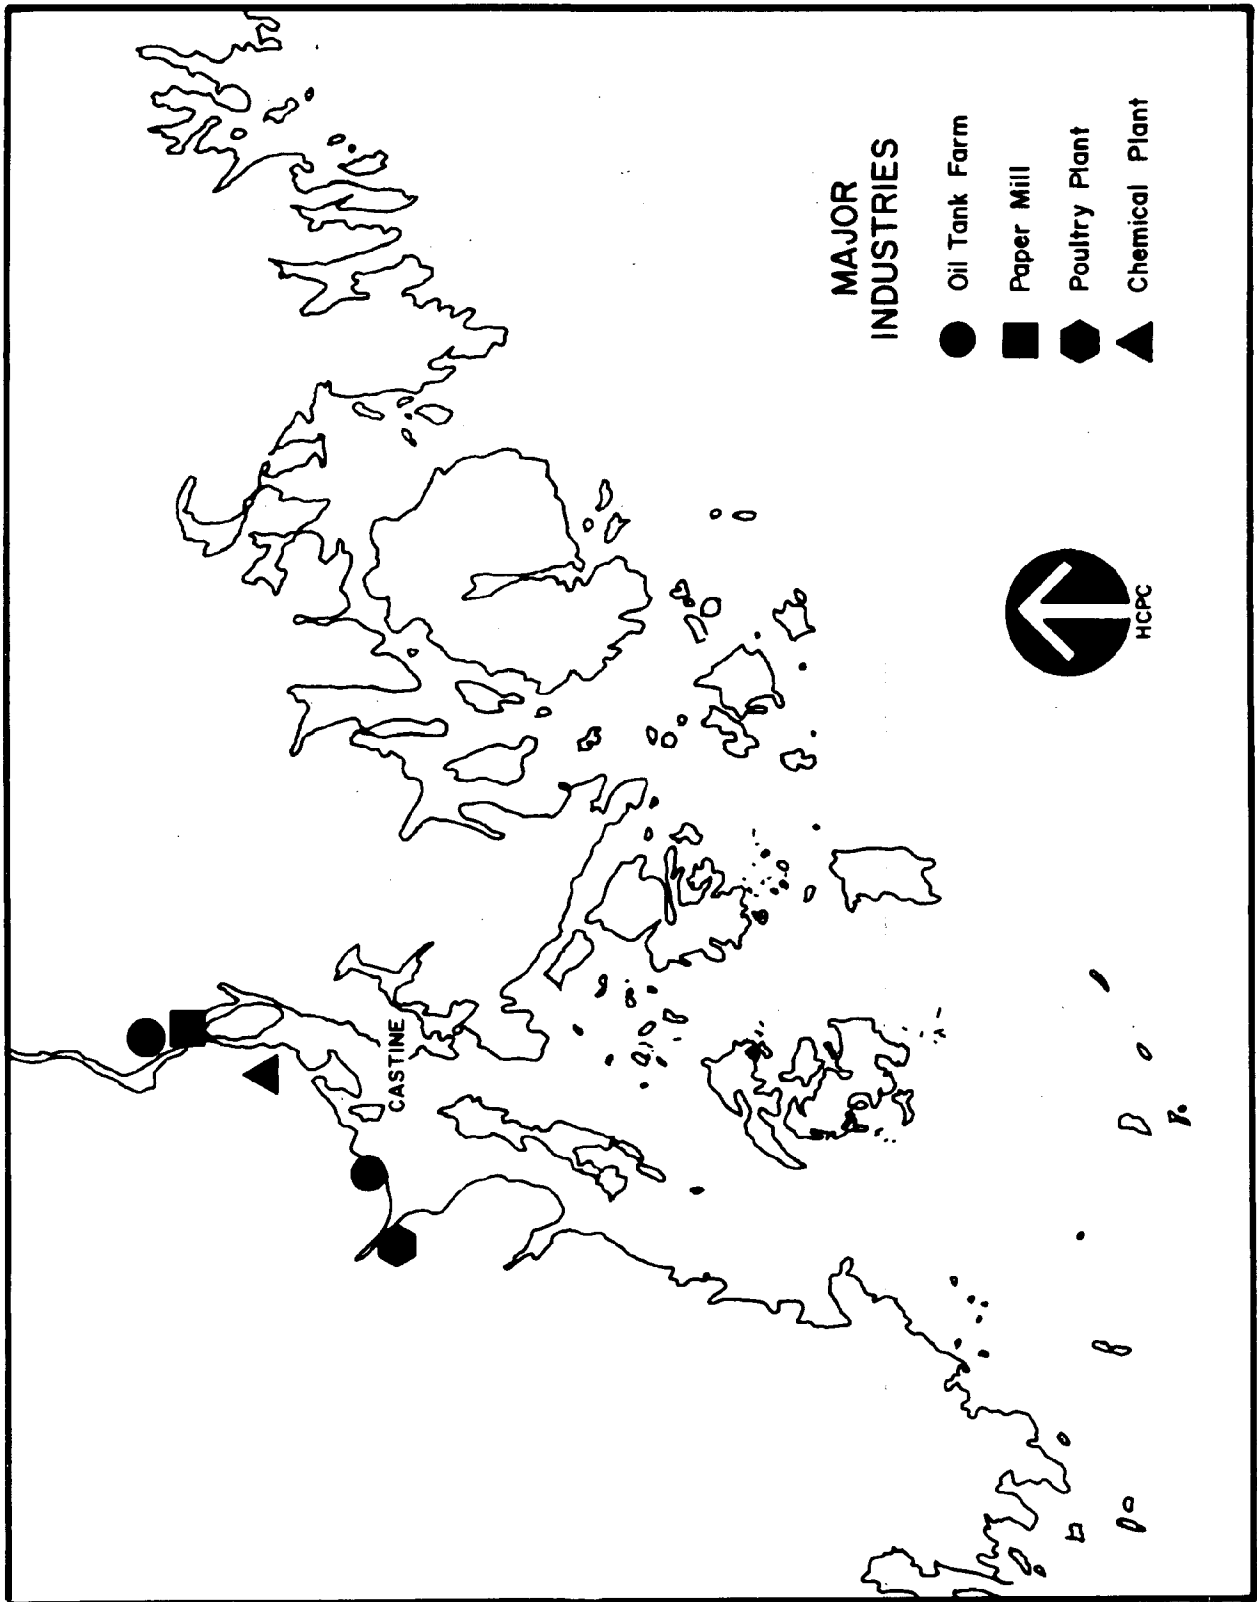 MAJOR
INDUSTRIES
Oil Tank Farm
Paper Mill
Poultry Plant
Chemical Plant
HCPC
CASTINE